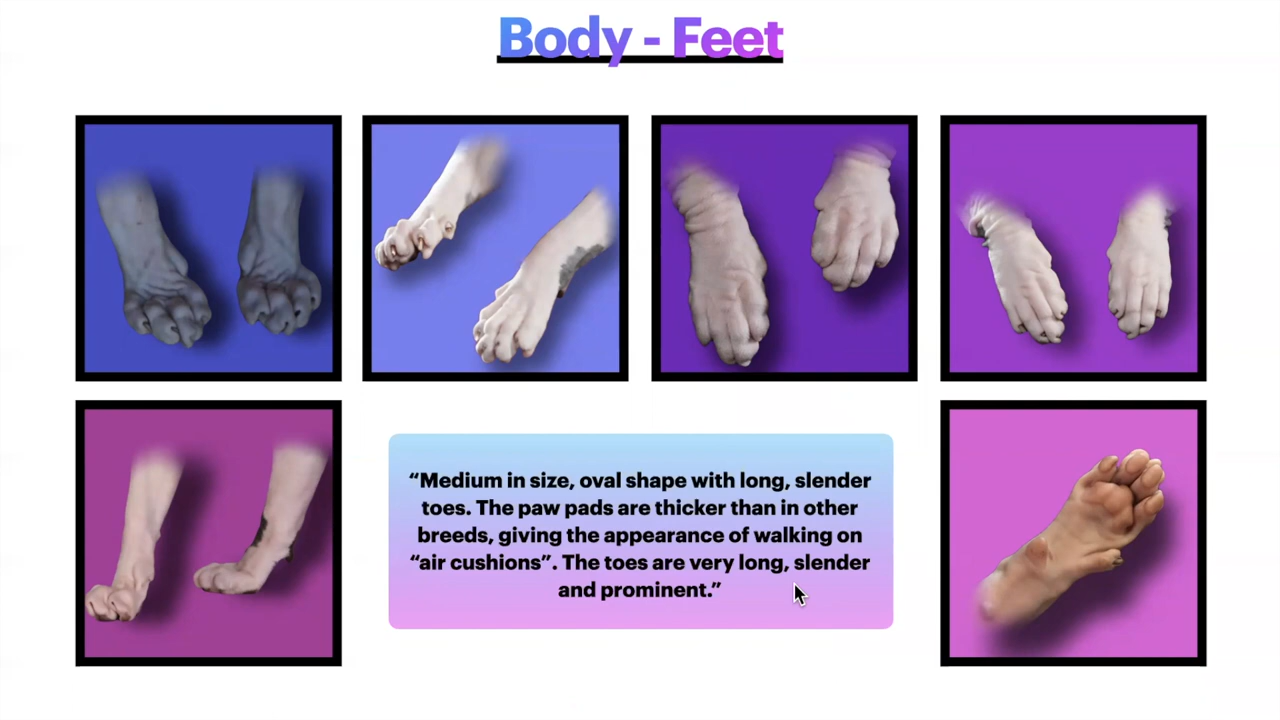 Body - Feet
“Medium in size, oval shape with long, slender
toes. The paw pads are thicker than in other
breeds, giving the appearance of walking on
“air cushions”. The toes are very long, slender
and prominent.”